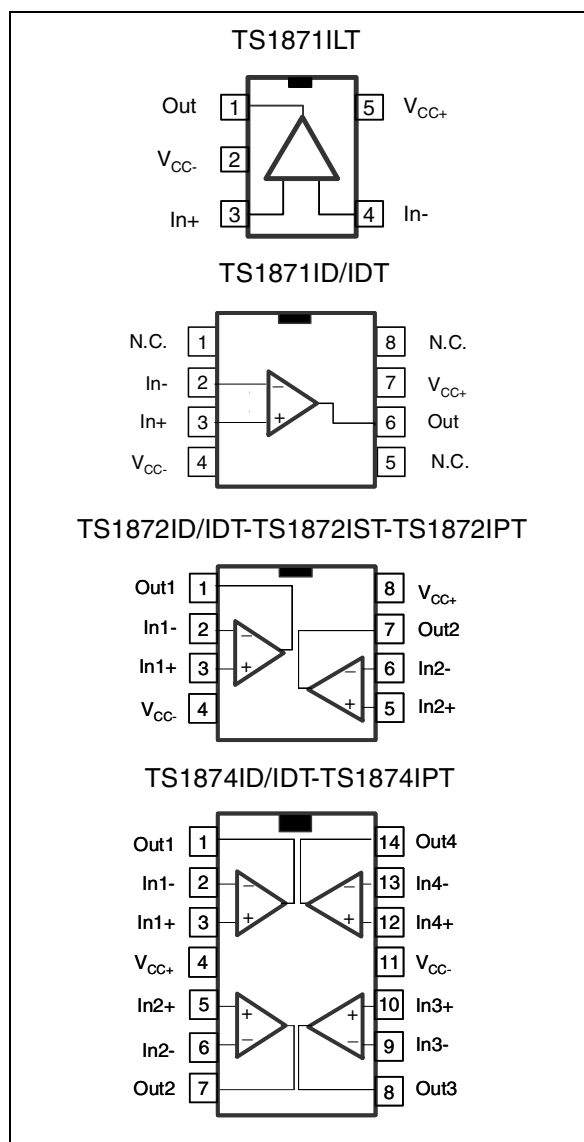 TS1871ILT
Out 1 5 VCC+
VCC- 2
In+ 3 4 In-
TS1871ID/IDT
N.C. 1 8 N.C.
In- 2 − 7 VCC+
In+ 3 + 6 Out
VCC- 4 5 N.C.
TS1872ID/IDT-TS1872IST-TS1872IPT
Out1 1 8 VCC+
In1- 2 − 7 Out2
In1+ 3 + − 6 In2-
VCC- 4 + 5 In2+
TS1874ID/IDT-TS1874IPT
Out1 1 14 Out4
In1- 2 − − 13 In4-
In1+ 3 + + 12 In4+
VCC+ 4 11 VCC-
In2+ 5 + + 10 In3+
In2- 6 − − 9 In3-
Out2 7 8 Out3